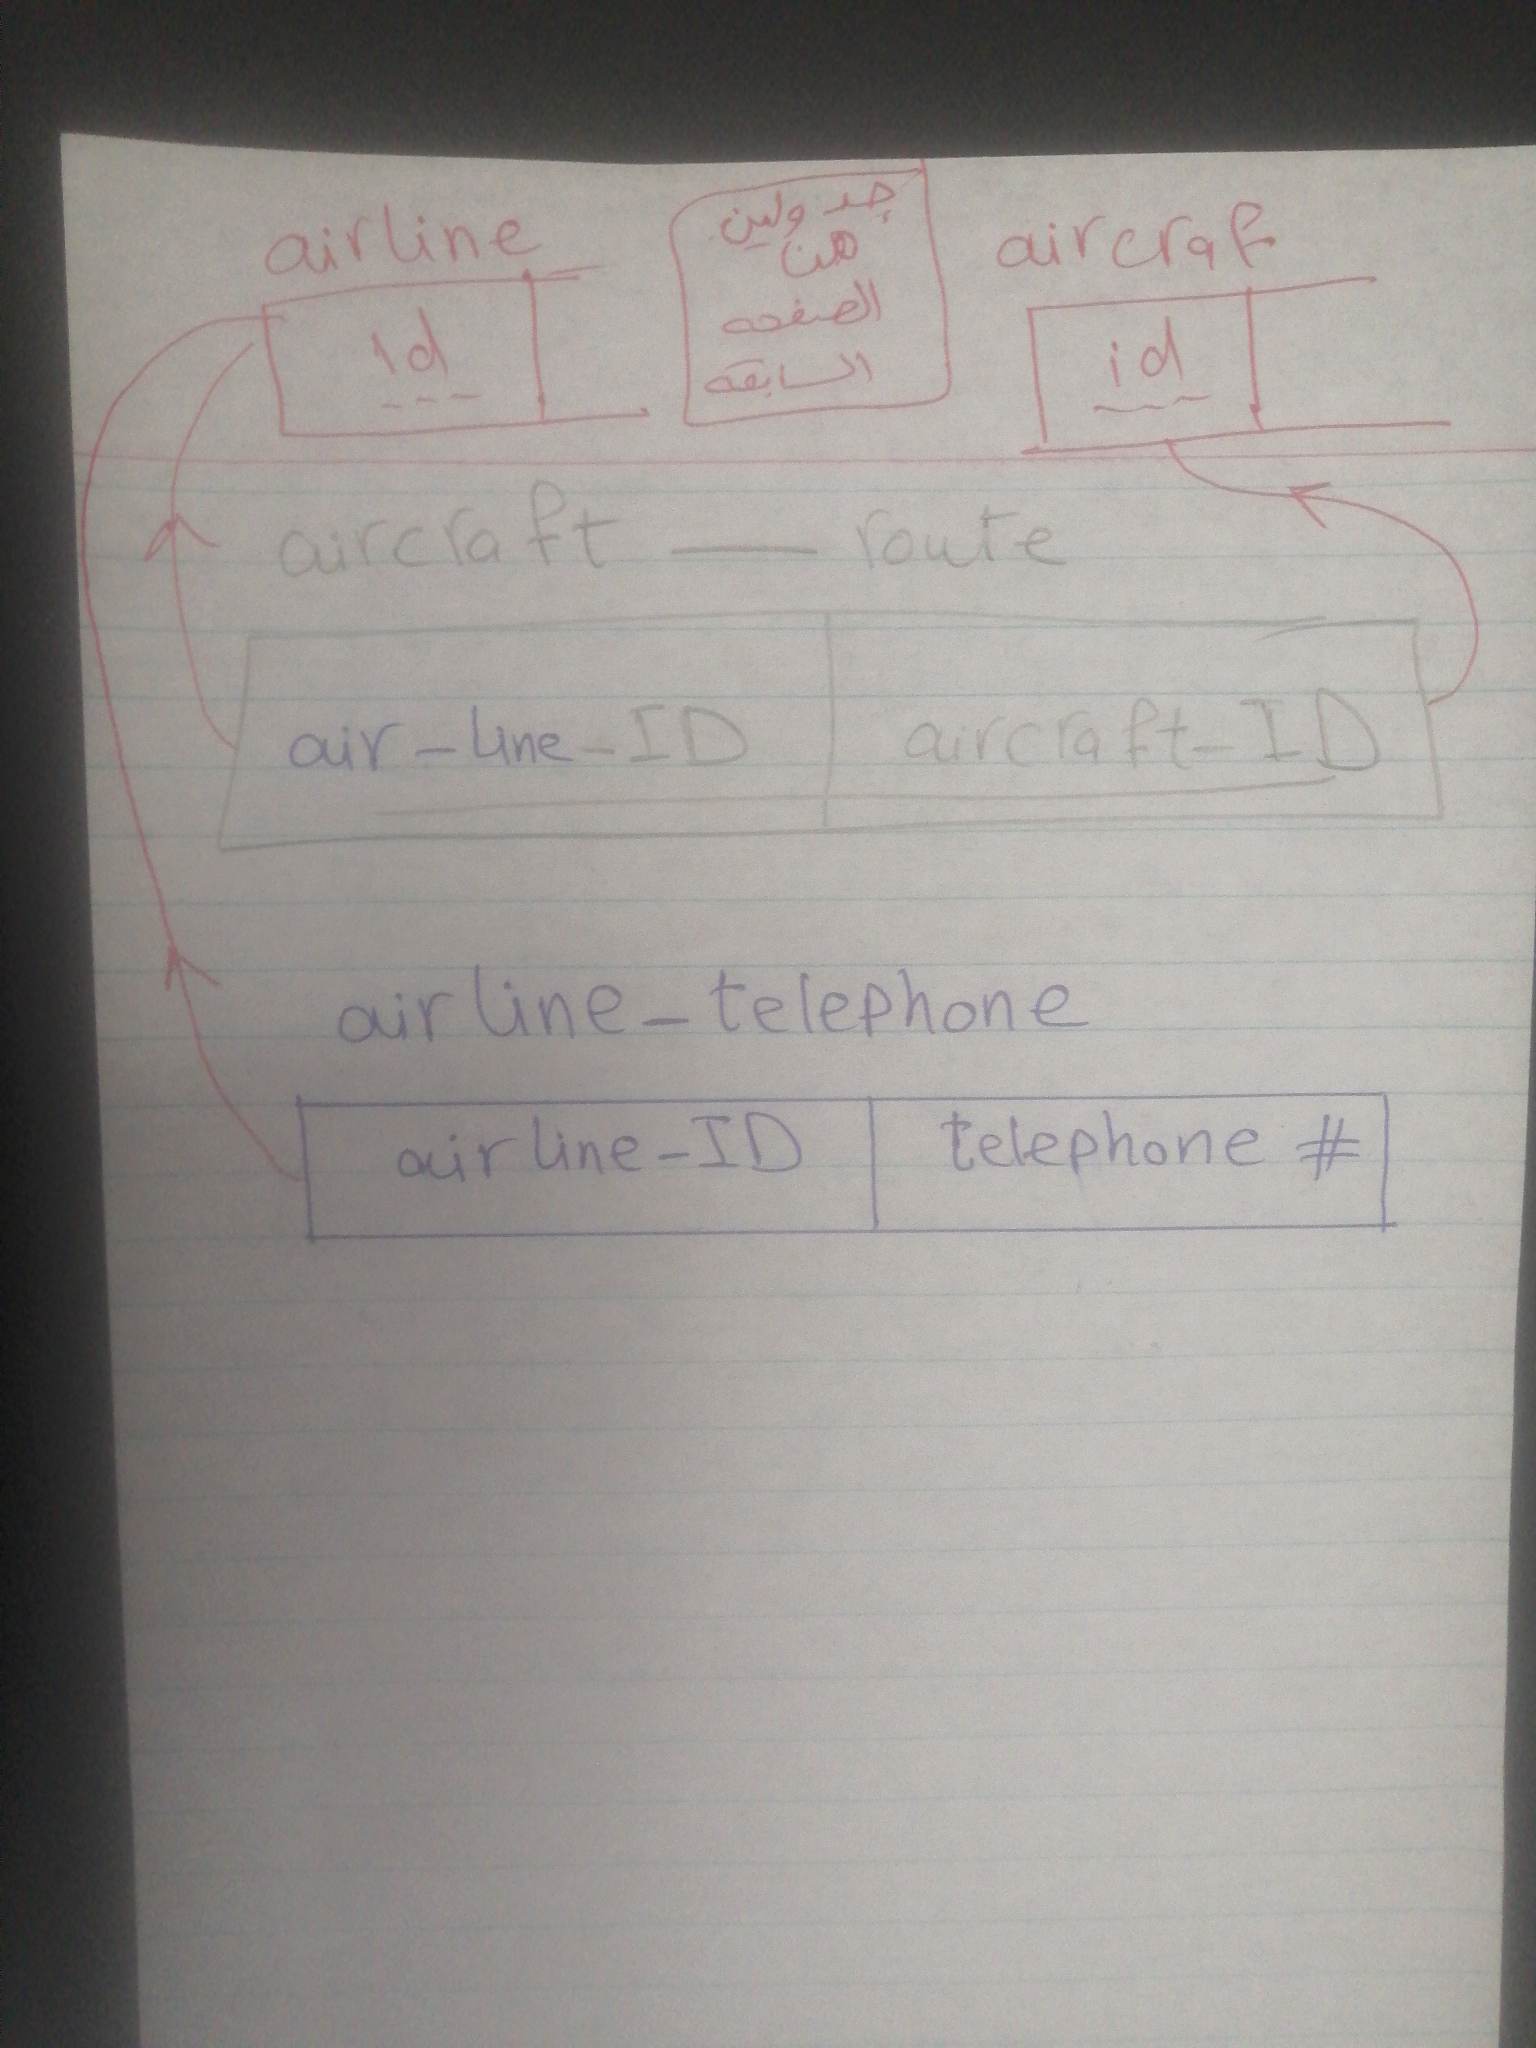 airline
جدولين
من
الصفحه
السابقه
aircraf
id
id
aircraft — route
air-line-ID
aircraft-ID
airline-telephone
airline-ID
telephone #